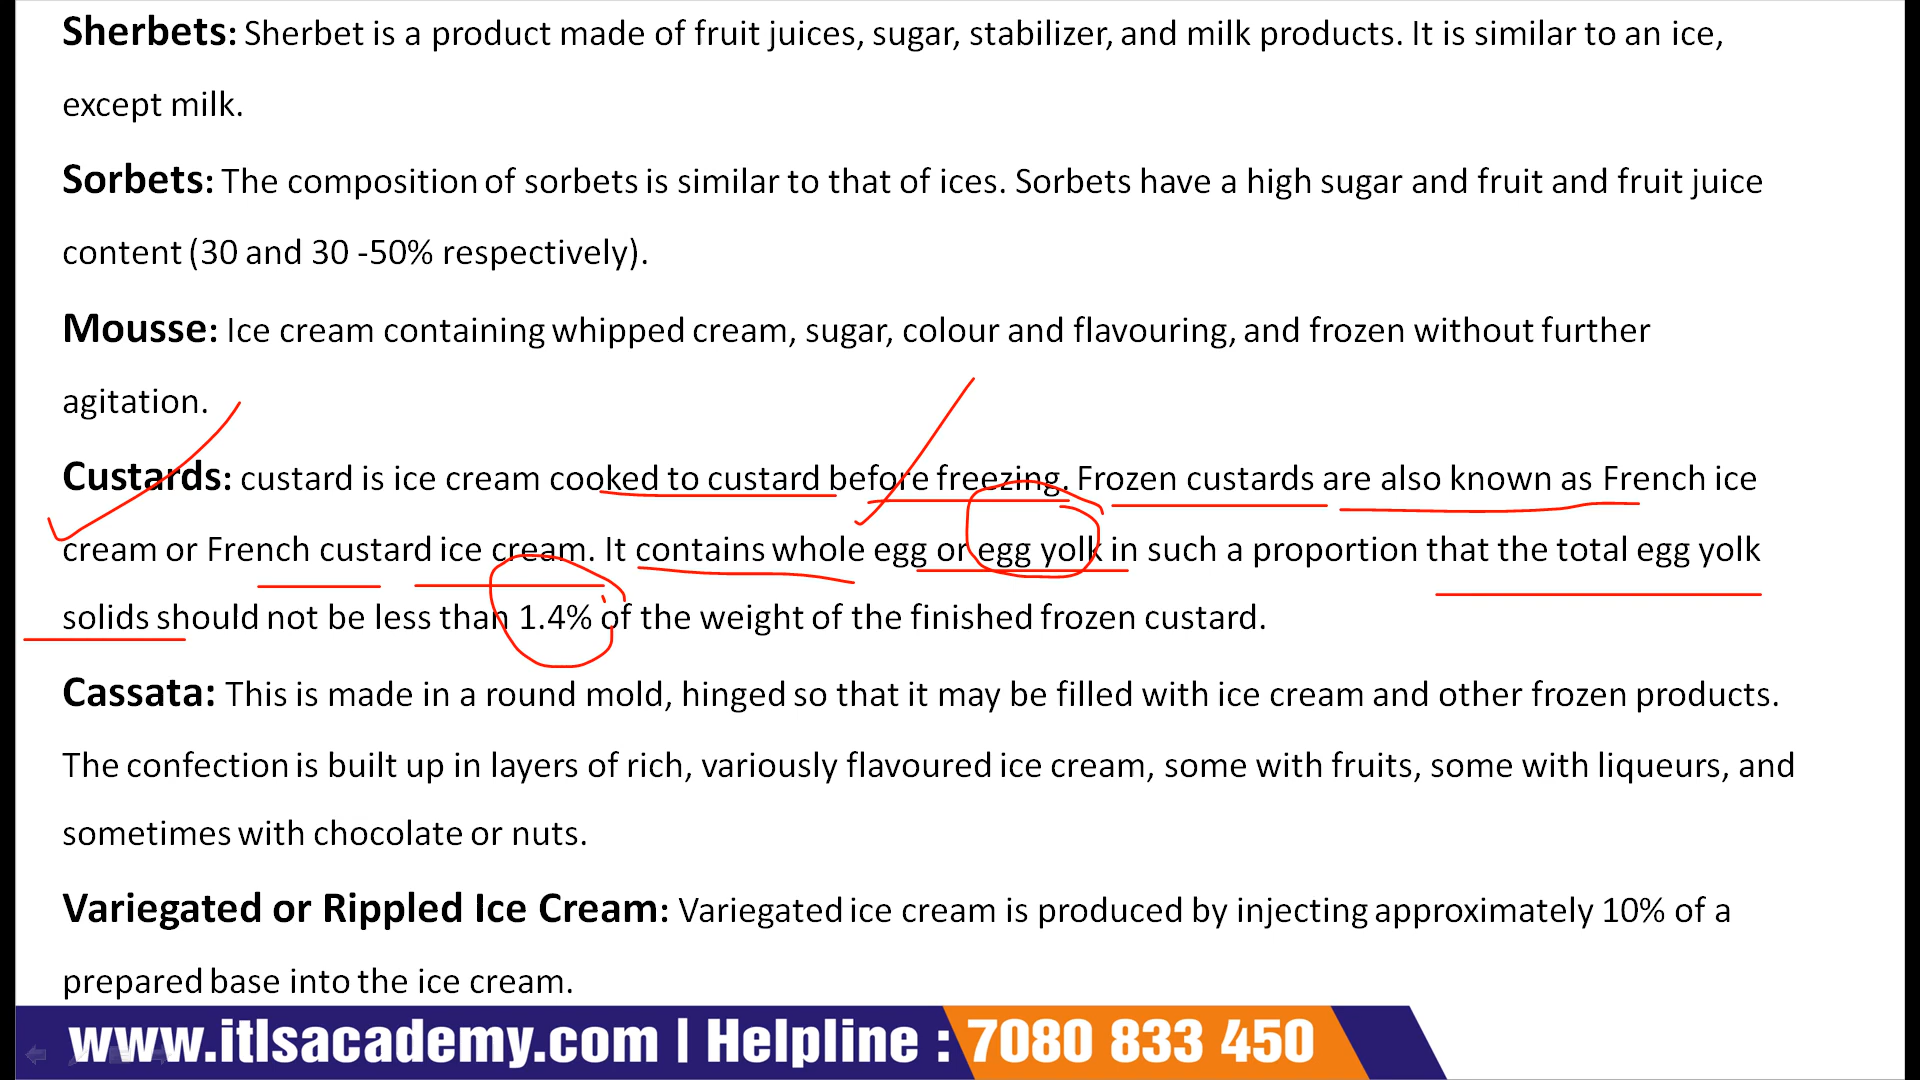 Sherbets: Sherbet is a product made of fruit juices, sugar, stabilizer, and milk products. It is similar to an ice,
except milk.
Sorbets: The composition of sorbets is similar to that of ices. Sorbets have a high sugar and fruit and fruit juice
content (30 and 30 -50% respectively).
Mousse: Ice cream containing whipped cream, sugar, colour and flavouring, and frozen without further
agitation.
Custards: custard is ice cream cooked to custard before freezing. Frozen custards are also known as French ice
cream or French custard ice cream. It contains whole egg or egg yolk in such a proportion that the total egg yolk
solids should not be less than 1.4% of the weight of the finished frozen custard.
Cassata: This is made in a round mold, hinged so that it may be filled with ice cream and other frozen products.
The confection is built up in layers of rich, variously flavoured ice cream, some with fruits, some with liqueurs, and
sometimes with chocolate or nuts.
Variegated or Rippled Ice Cream: Variegated ice cream is produced by injecting approximately 10% of a
prepared base into the ice cream.
www.itlsacademy.com | Helpline : 7080 833 450